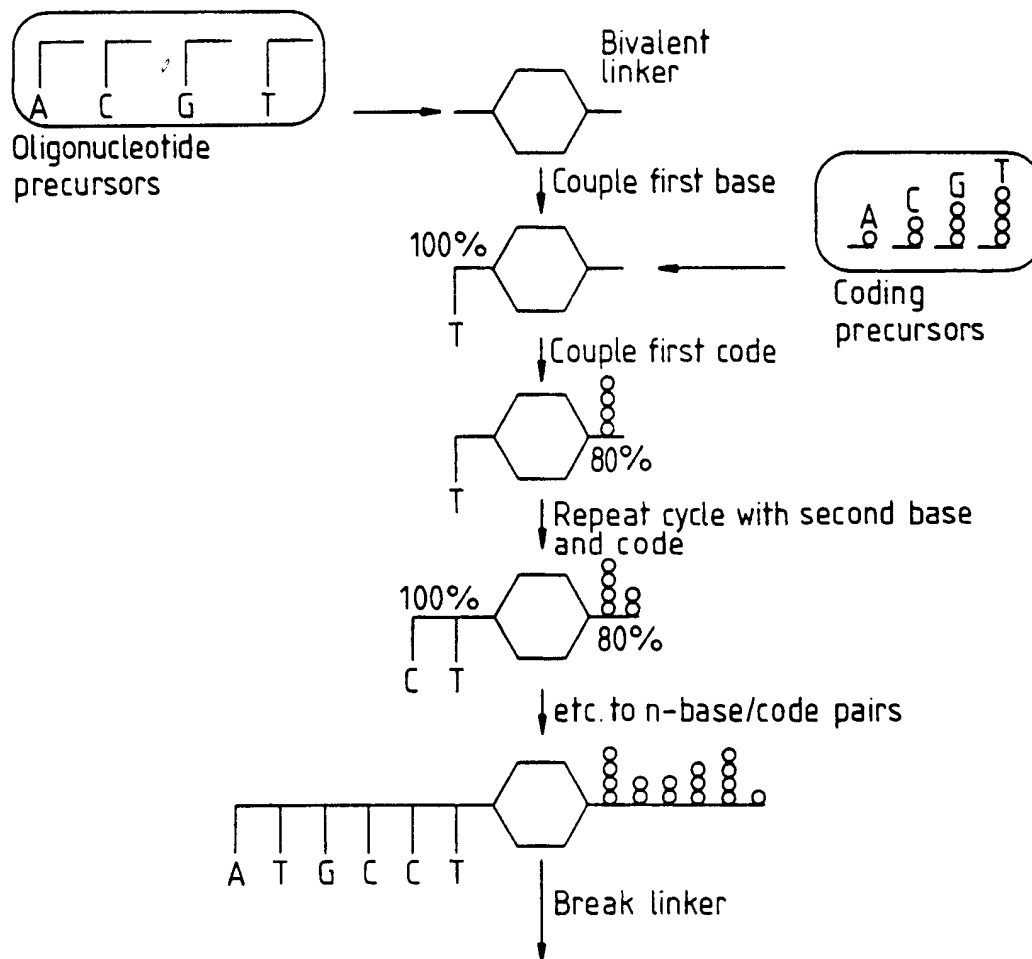 A C G T
Oligonucleotide
precursors
Bivalent
linker
Couple first base
A C G T
Coding
precursors
100%
T
Couple first code
T
80%
Repeat cycle with second base
and code
100%
80%
C T
etc. to n-base/code pairs
A T G C C T
Break linker